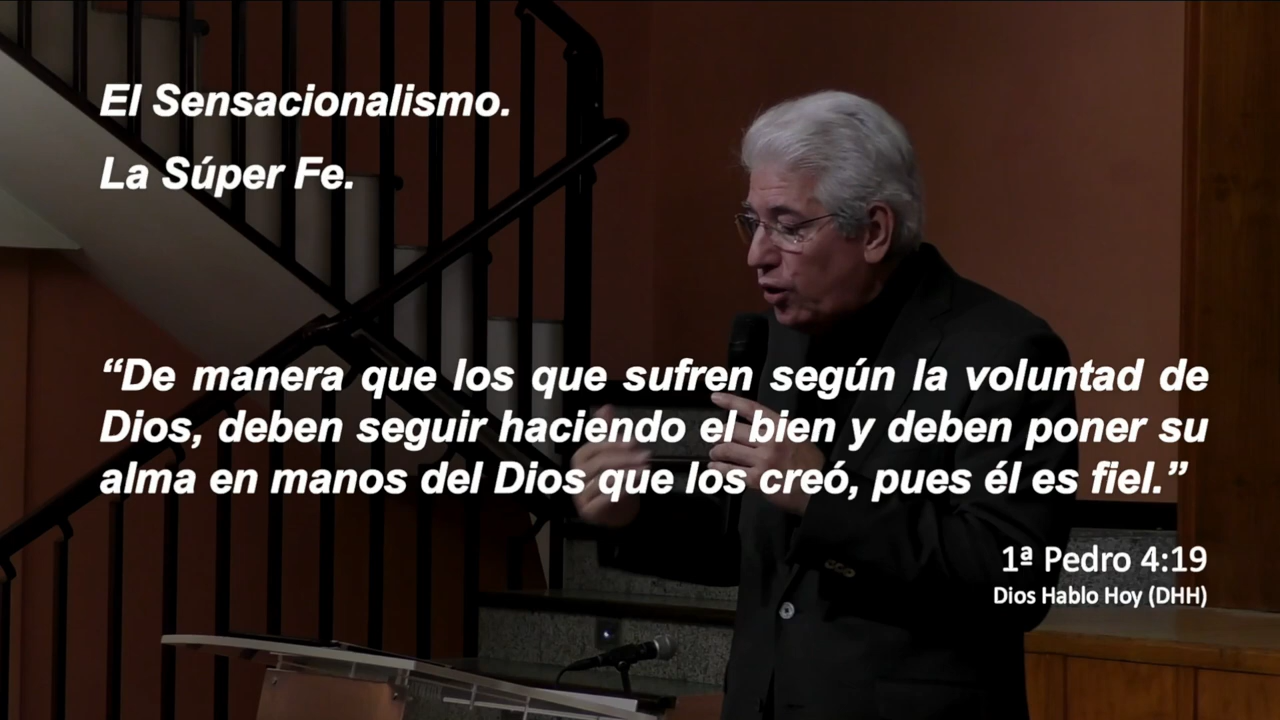 El Sensacionalismo.
La Súper Fe.
“De manera que los que sufren según la voluntad de
Dios, deben seguir haciendo el bien y deben poner su
alma en manos del Dios que los creó, pues él es fiel.”
1ª Pedro 4:19
Dios Hablo Hoy (DHH)